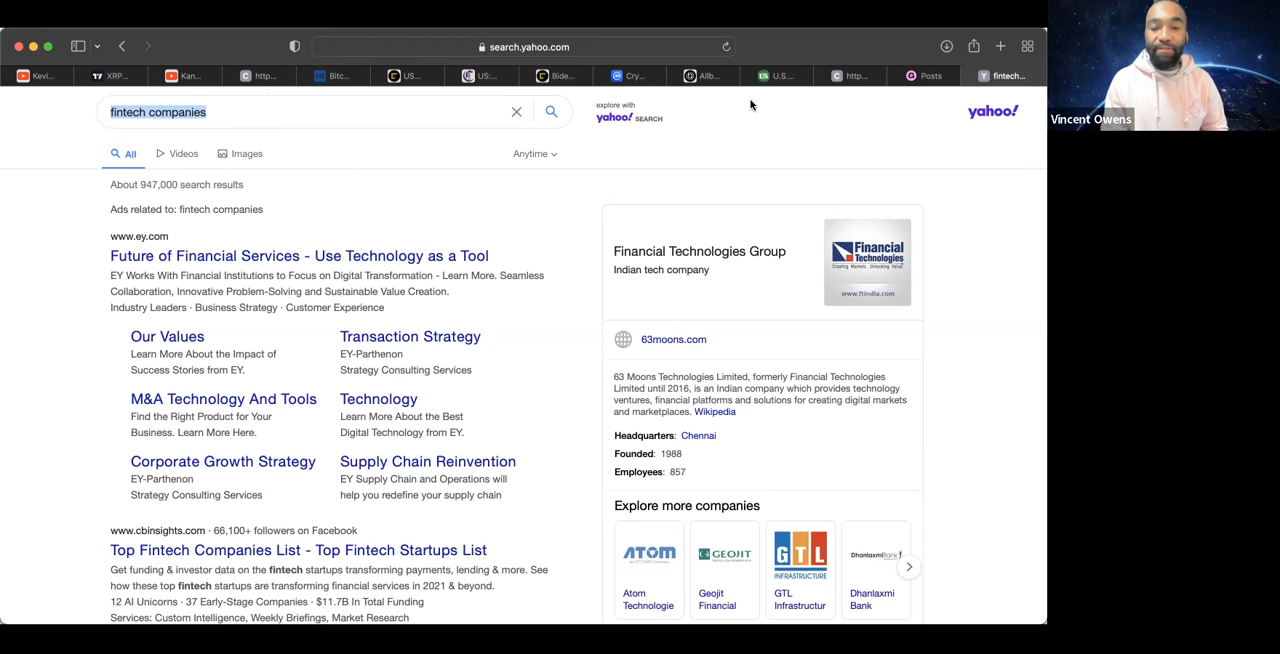 search.yahoo.com
Kevi...
XRP...
Kan...
http...
Bitc...
US...
US:...
Bide...
Cry...
Allb...
U.S....
http...
Posts
fintech...
fintech companies
explore with
yahoo! SEARCH
yahoo!
Vincent Owens
All
Videos
Images
Anytime
About 947,000 search results
Ads related to: fintech companies
www.ey.com
Future of Financial Services - Use Technology as a Tool
EY Works With Financial Institutions to Focus on Digital Transformation - Learn More. Seamless
Collaboration, Innovative Problem-Solving and Sustainable Value Creation.
Industry Leaders · Business Strategy · Customer Experience
Our Values
Learn More About the Impact of
Success Stories from EY.
Transaction Strategy
EY-Parthenon
Strategy Consulting Services
M&A Technology And Tools
Find the Right Product for Your
Business. Learn More Here.
Technology
Learn More About the Best
Digital Technology from EY.
Corporate Growth Strategy
EY-Parthenon
Strategy Consulting Services
Supply Chain Reinvention
EY Supply Chain and Operations will
help you redefine your supply chain
www.cbinsights.com · 66,100+ followers on Facebook
Top Fintech Companies List - Top Fintech Startups List
Get funding & investor data on the fintech startups transforming payments, lending & more. See
how these top fintech startups are transforming financial services in 2021 & beyond.
12 AI Unicorns · 37 Early-Stage Companies · $11.7B In Total Funding
Services: Custom Intelligence, Weekly Briefings, Market Research
Financial Technologies Group
Indian tech company
Financial
Technologies
Creating Markets. Unlocking Value.
www.ftindia.com
63moons.com
63 Moons Technologies Limited, formerly Financial Technologies
Limited until 2016, is an Indian company which provides technology
ventures, financial platforms and solutions for creating digital markets
and marketplaces. Wikipedia
Headquarters: Chennai
Founded: 1988
Employees: 857
Explore more companies
ATOM
GEOJIT
GTL
INFRASTRUCTURE
Dhanlaxmi Bank
Atom
Technologie
Geojit
Financial
GTL
Infrastructur
Dhanlaxmi
Bank